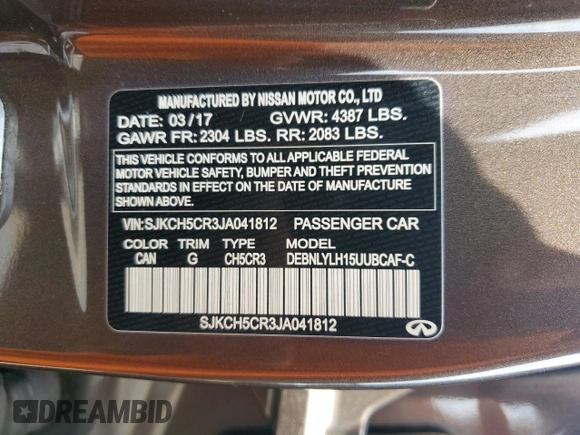 MANUFACTURED BY NISSAN MOTOR CO., LTD
DATE: 03/17 GVWR: 4387 LBS.
GAWR FR: 2304 LBS. RR: 2083 LBS.
THIS VEHICLE CONFORMS TO ALL APPLICABLE FEDERAL
MOTOR VEHICLE SAFETY, BUMPER AND THEFT PREVENTION
STANDARDS IN EFFECT ON THE DATE OF MANUFACTURE
SHOWN ABOVE.
VIN: SJKCH5CR3JA041812 PASSENGER CAR
COLOR TRIM TYPE MODEL
CAN G CH5CR3 DEBNLYLH15UUBCAF-C
SJKCH5CR3JA041812
DREAMBID